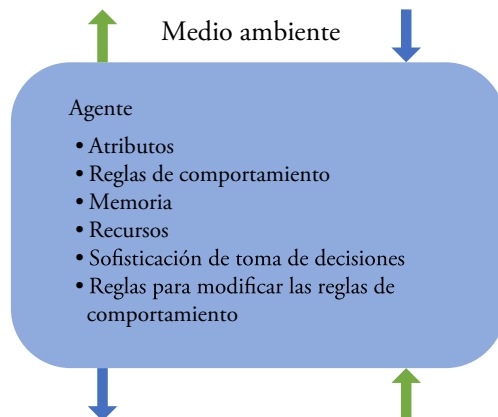 Medio ambiente
Agente
• Atributos
• Reglas de comportamiento
• Memoria
• Recursos
• Sofisticación de toma de decisiones
• Reglas para modificar las reglas de
comportamiento